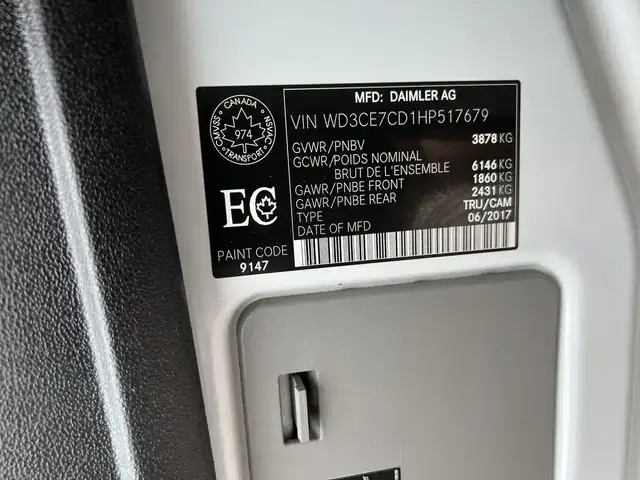 MFD: DAIMLER AG
VIN WD3CE7CD1HP517679
GVWR/PNBV 3878 KG
GCWR/POIDS NOMINAL
BRUT DE L'ENSEMBLE 6146 KG
GAWR/PNBE FRONT 1860 KG
GAWR/PNBE REAR 2431 KG
TYPE TRU/CAM
DATE OF MFD 06/2017
CANADA
CMVSS 974 NSVAC
TRANSPORT
EC
PAINT CODE
9147